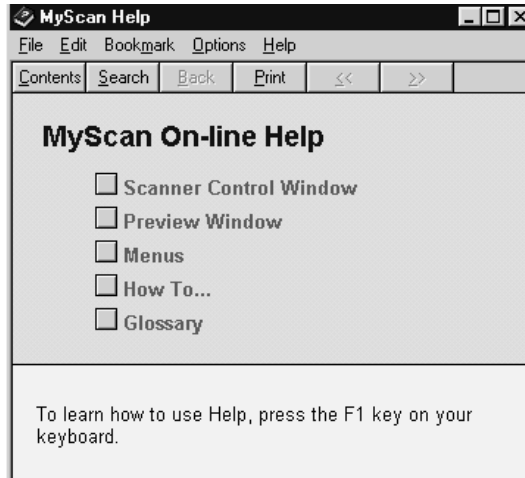 MyScan Help
File Edit Bookmark Options Help
Contents Search Back Print << >>
MyScan On-line Help
Scanner Control Window
Preview Window
Menus
How To...
Glossary
To learn how to use Help, press the F1 key on your
keyboard.